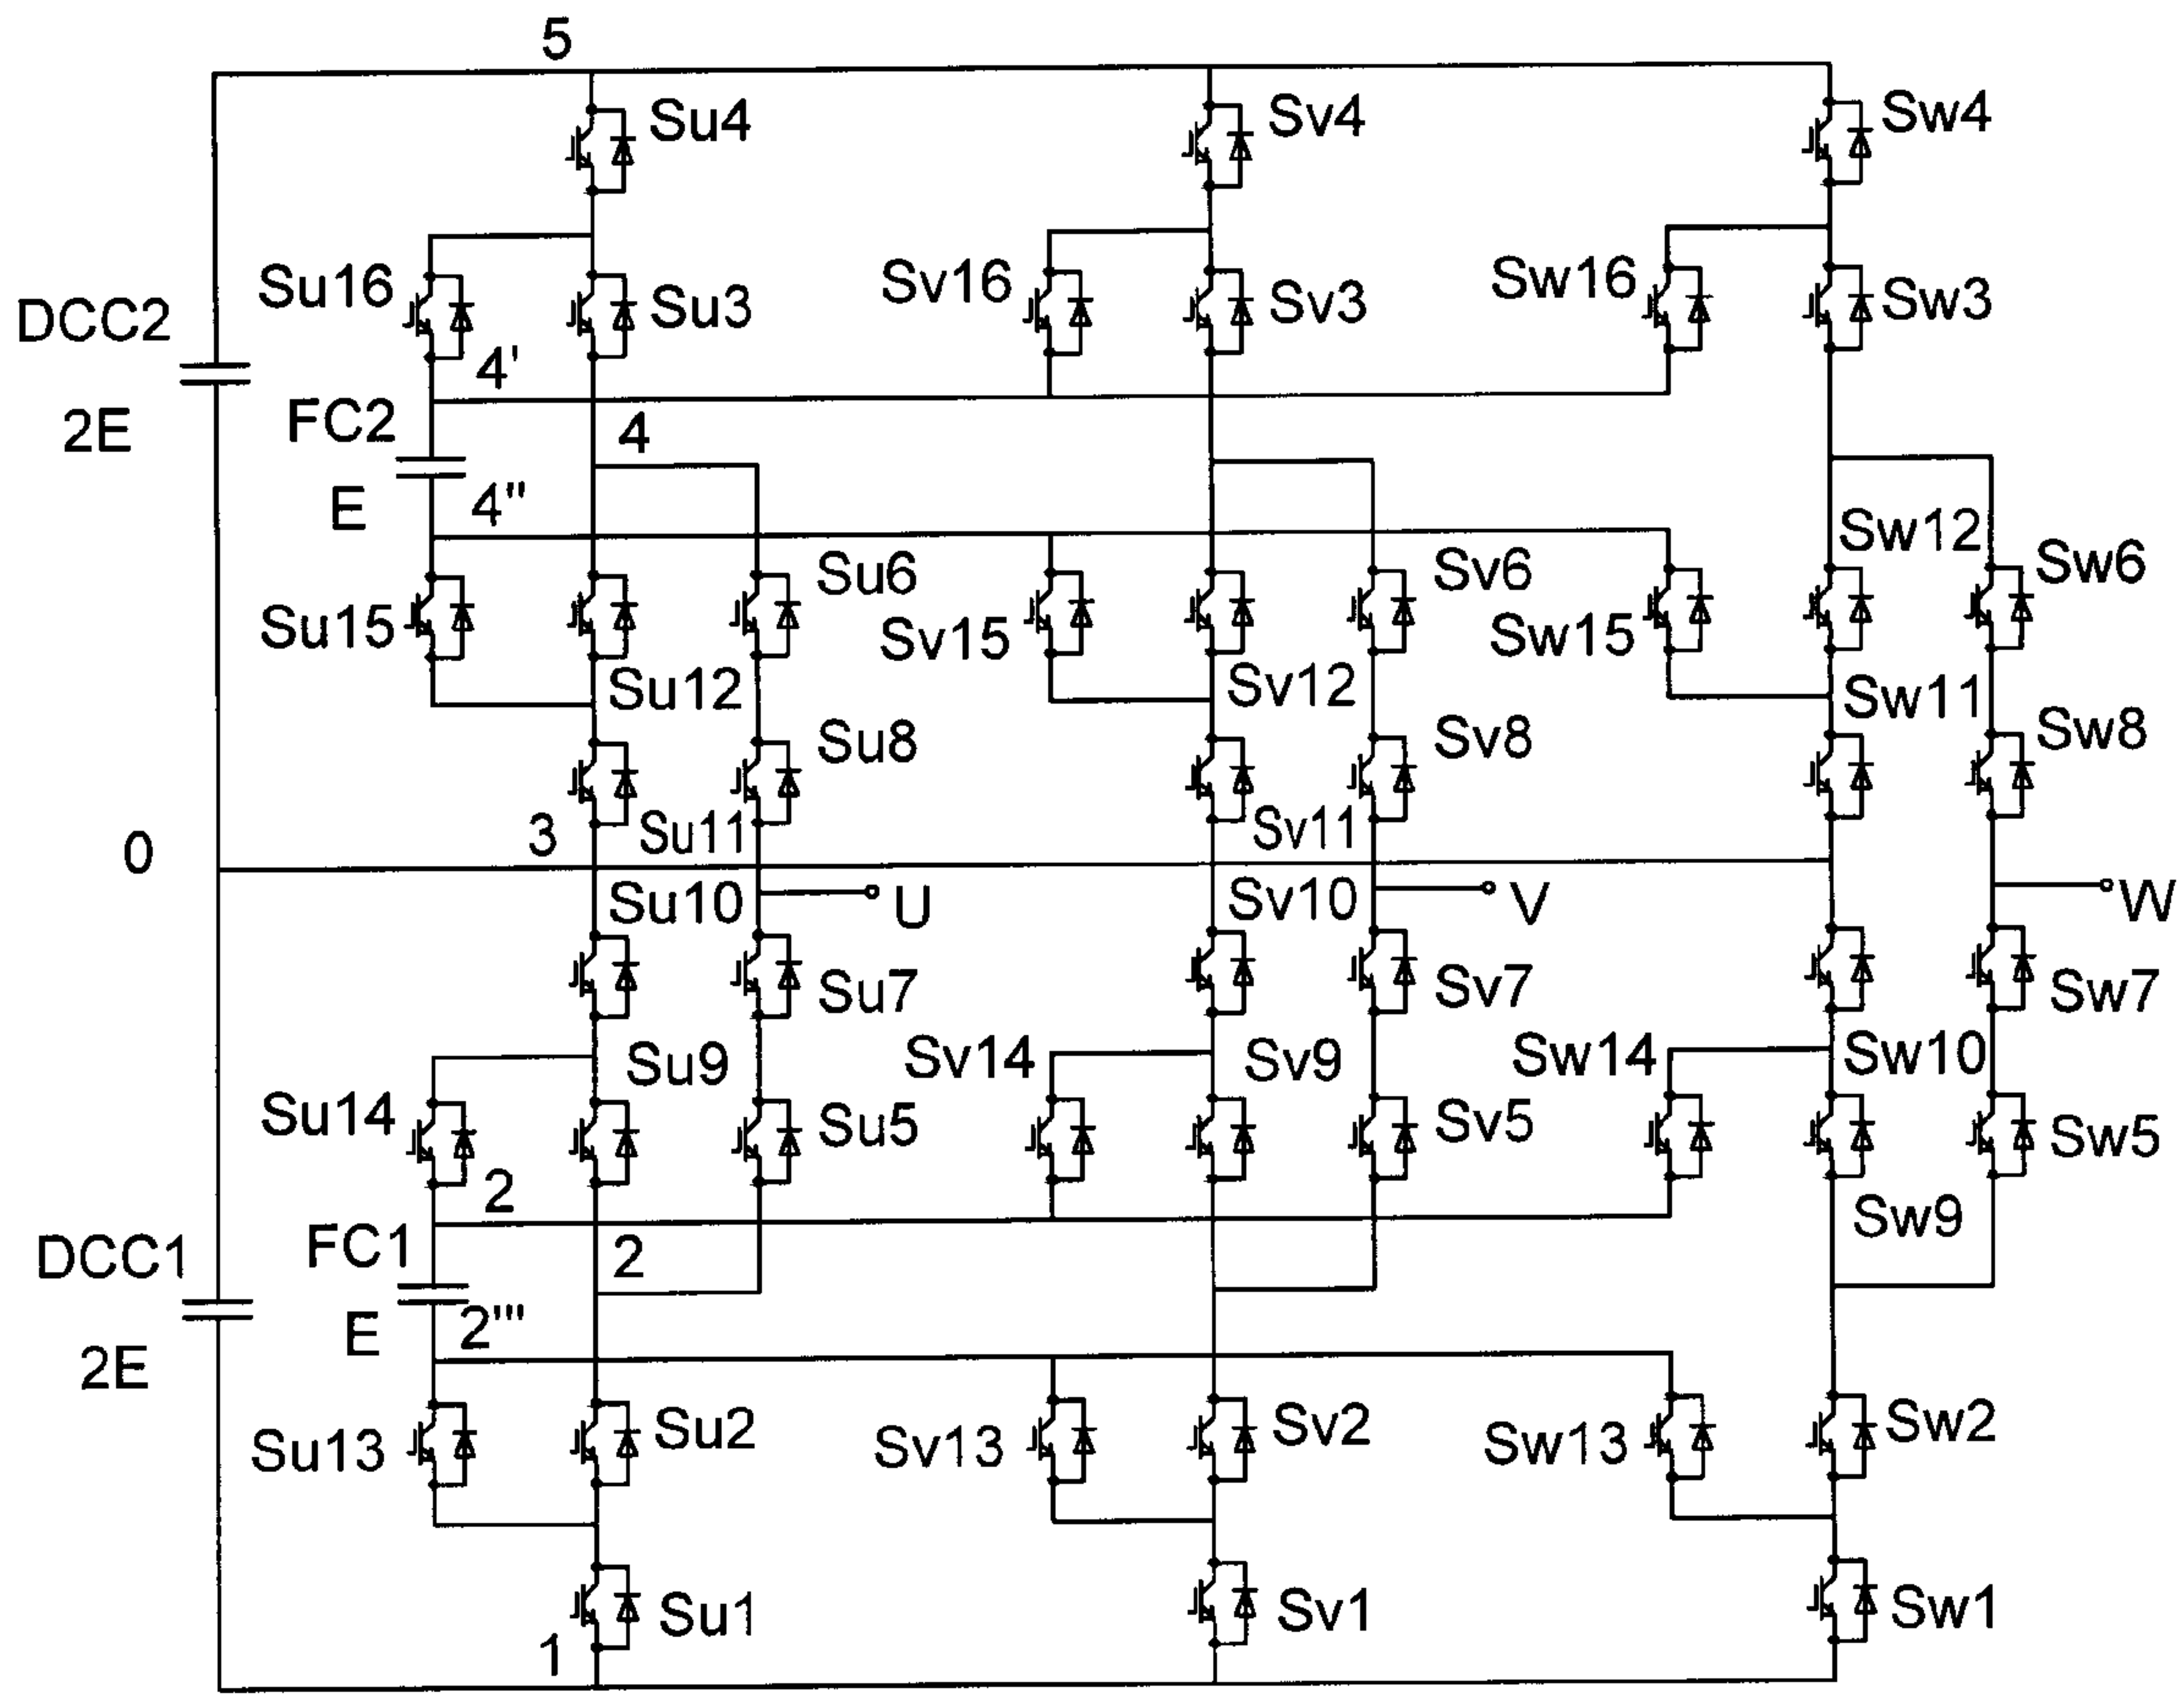 5
Su4
Sv4
Sw4
Su16
Su3
Sv16
Sv3
Sw16
Sw3
DCC2
2E
4'
FC2
4
E
4''
Su6
Sv6
Sw12
Sw6
Su15
Sv15
Sw15
Su12
Sv12
Sw11
Su8
Sv8
Sw8
0
3
Su11
Sv11
Su10
U
Sv10
V
W
Su7
Sv7
Sw7
Su9
Sv14
Sv9
Sw14
Sw10
Su14
Su5
Sv5
Sw5
2
Sw9
DCC1
FC1
2
E
2'''
2E
Su13
Su2
Sv13
Sv2
Sw13
Sw2
1
Su1
Sv1
Sw1